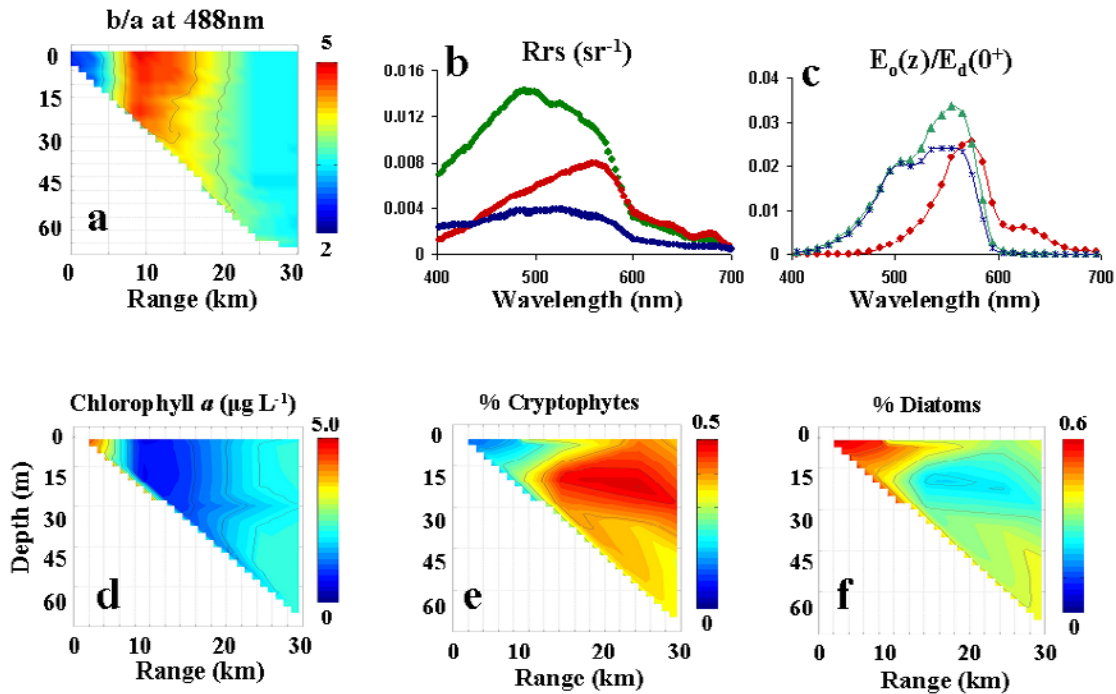 b/a at 488nm
0
15
30
45
60
a
5
2
0 10 20 30
Range (km)
b
Rrs (sr-1)
0.016
0.012
0.008
0.004
0
400 500 600 700
Wavelength (nm)
c
Eo(z)/Ed(0+)
0.04
0.03
0.02
0.01
0
400 500 600 700
Wavelength (nm)
Chlorophyll a (µg L-1)
Depth (m)
0
15
30
45
60
d
5.0
0
0 10 20 30
Range (km)
% Cryptophytes
0
15
30
45
60
e
0.5
0
0 10 20 30
Range (km)
% Diatoms
0
15
30
45
60
f
0.6
0
0 10 20 30
Range (km)